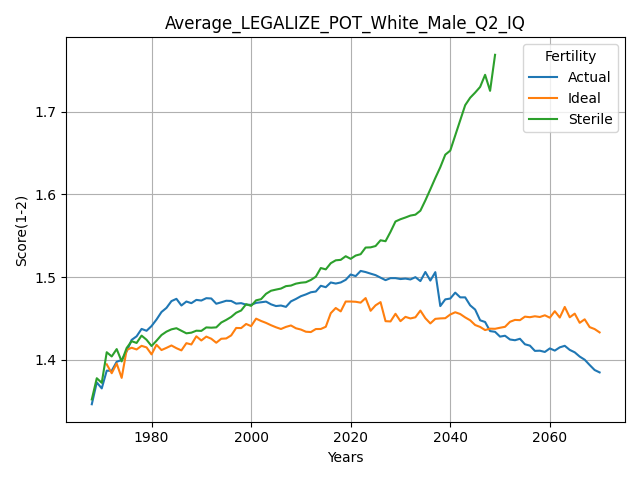 Average_LEGALIZE_POT_White_Male_Q2_IQ
Fertility
Actual
Ideal
Sterile
Score(1-2)
1.7
1.6
1.5
1.4
1980
2000
2020
2040
2060
Years